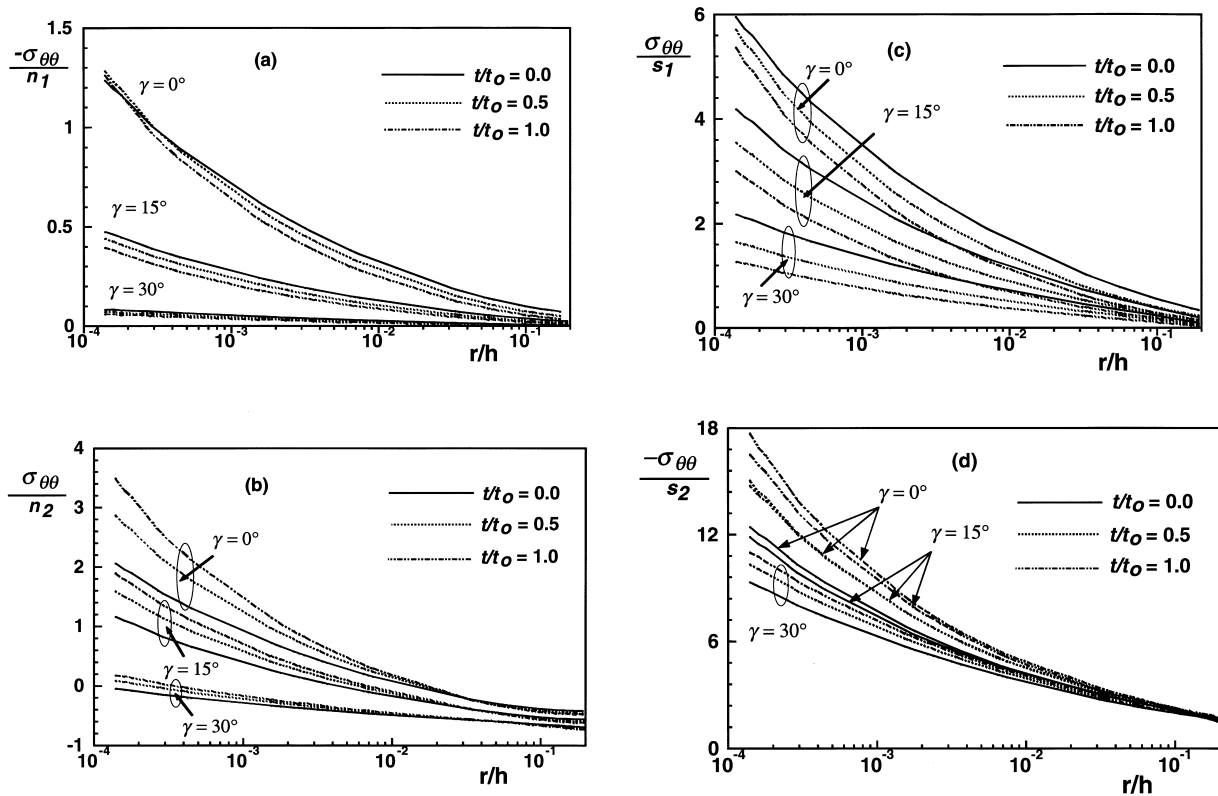 1.5
-σθθ
n1
(a)
γ = 0°
t/to = 0.0
t/to = 0.5
t/to = 1.0
1
0.5
γ = 15°
γ = 30°
0
10-4
10-3
10-2
10-1
r/h
6
σθθ
s1
(c)
γ = 0°
t/to = 0.0
t/to = 0.5
t/to = 1.0
γ = 15°
4
2
γ = 30°
0
10-4
10-3
10-2
10-1
r/h
4
σθθ
n2
(b)
t/to = 0.0
t/to = 0.5
t/to = 1.0
3
γ = 0°
2
1
γ = 15°
0
γ = 30°
-1
10-4
10-3
10-2
10-1
r/h
18
−σθθ
s2
(d)
γ = 0°
t/to = 0.0
t/to = 0.5
t/to = 1.0
γ = 15°
12
γ = 30°
6
0
10-4
10-3
10-2
10-1
r/h